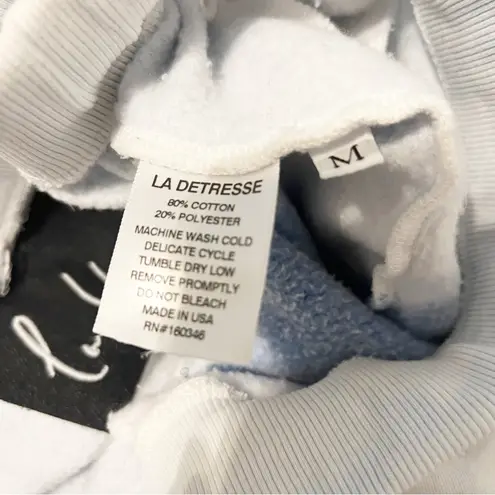 LA DETRESSE
80% COTTON
20% POLYESTER
MACHINE WASH COLD
DELICATE CYCLE
TUMBLE DRY LOW
REMOVE PROMPTLY
DO NOT BLEACH
MADE IN USA
RN#160346
M